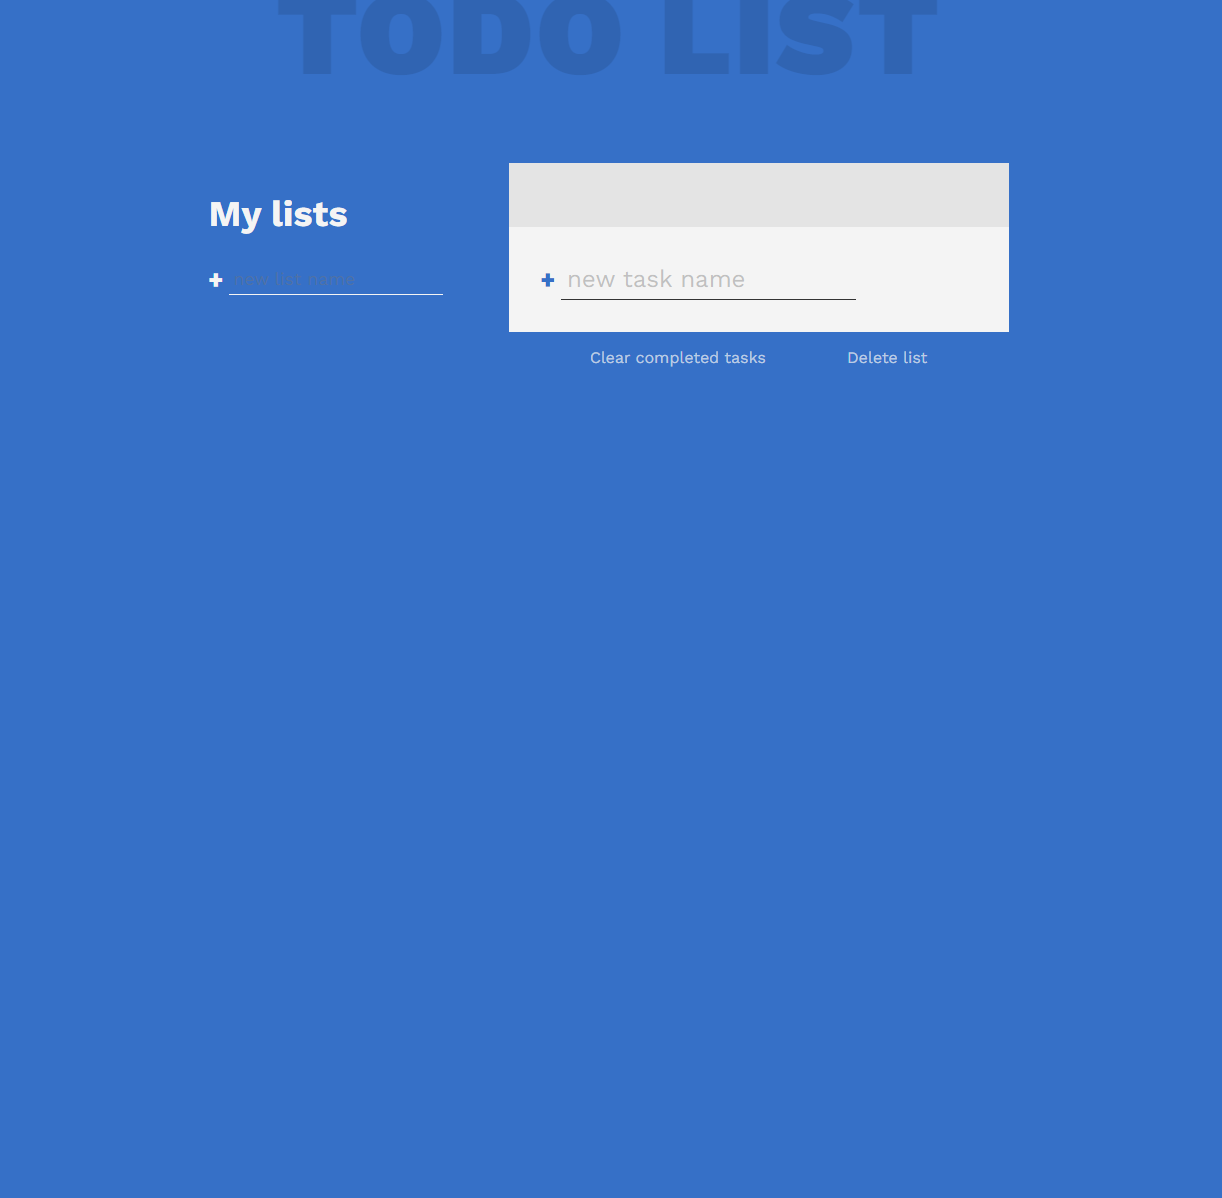 TODO LIST
My lists
+ new list name
+ new task name
Clear completed tasks
Delete list